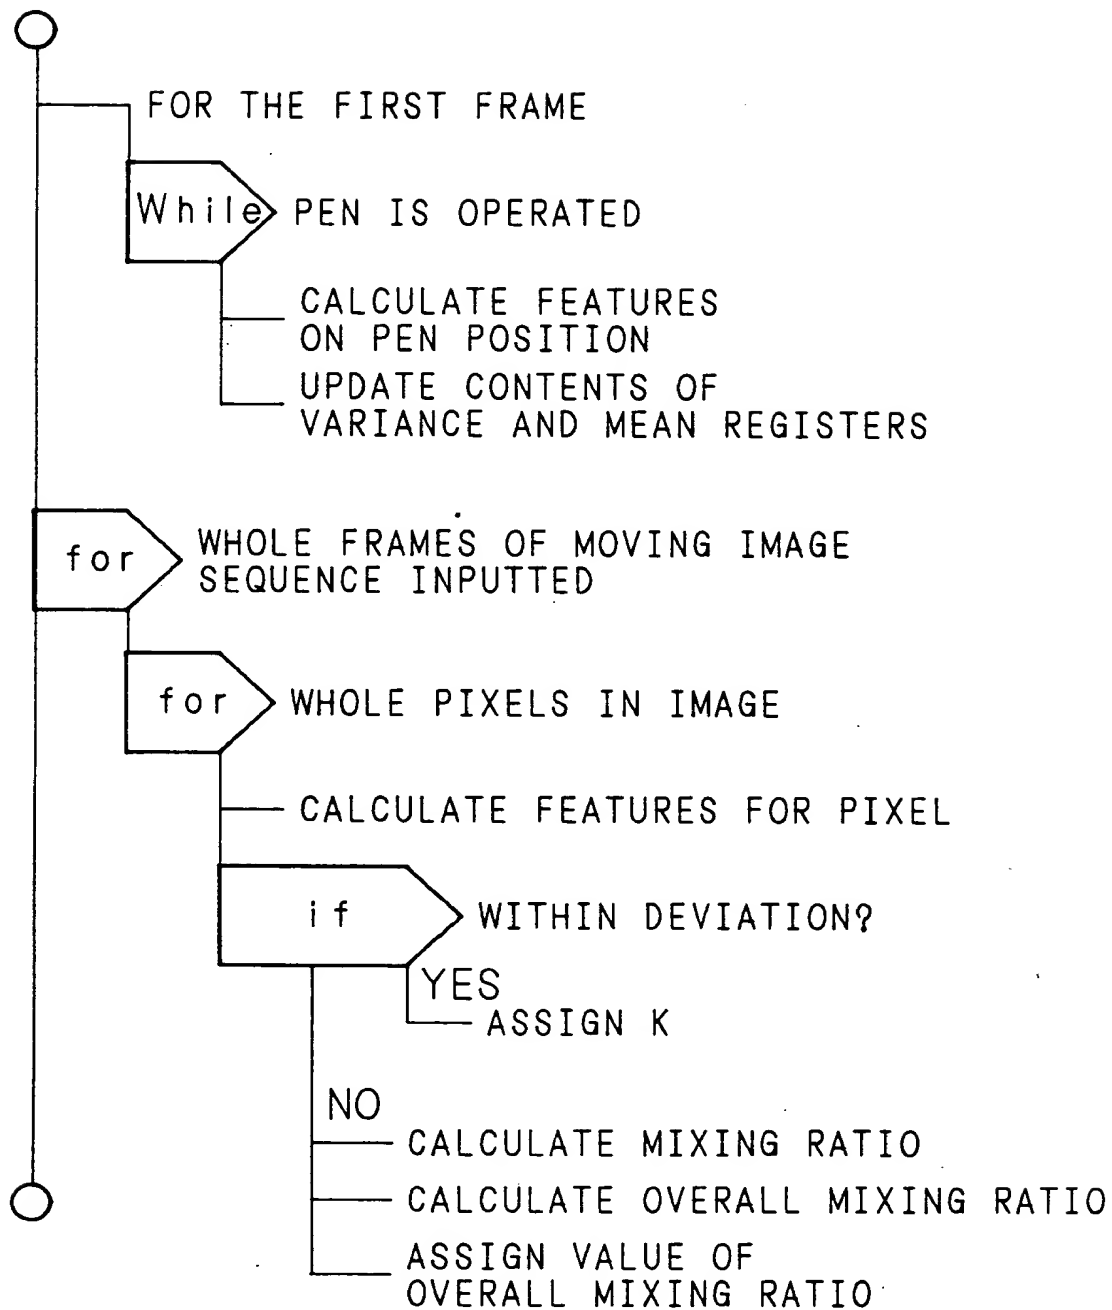 FOR THE FIRST FRAME
While PEN IS OPERATED
CALCULATE FEATURES
ON PEN POSITION
UPDATE CONTENTS OF
VARIANCE AND MEAN REGISTERS
for WHOLE FRAMES OF MOVING IMAGE
SEQUENCE INPUTTED
for WHOLE PIXELS IN IMAGE
CALCULATE FEATURES FOR PIXEL
if WITHIN DEVIATION?
YES
ASSIGN K
NO
CALCULATE MIXING RATIO
CALCULATE OVERALL MIXING RATIO
ASSIGN VALUE OF
OVERALL MIXING RATIO